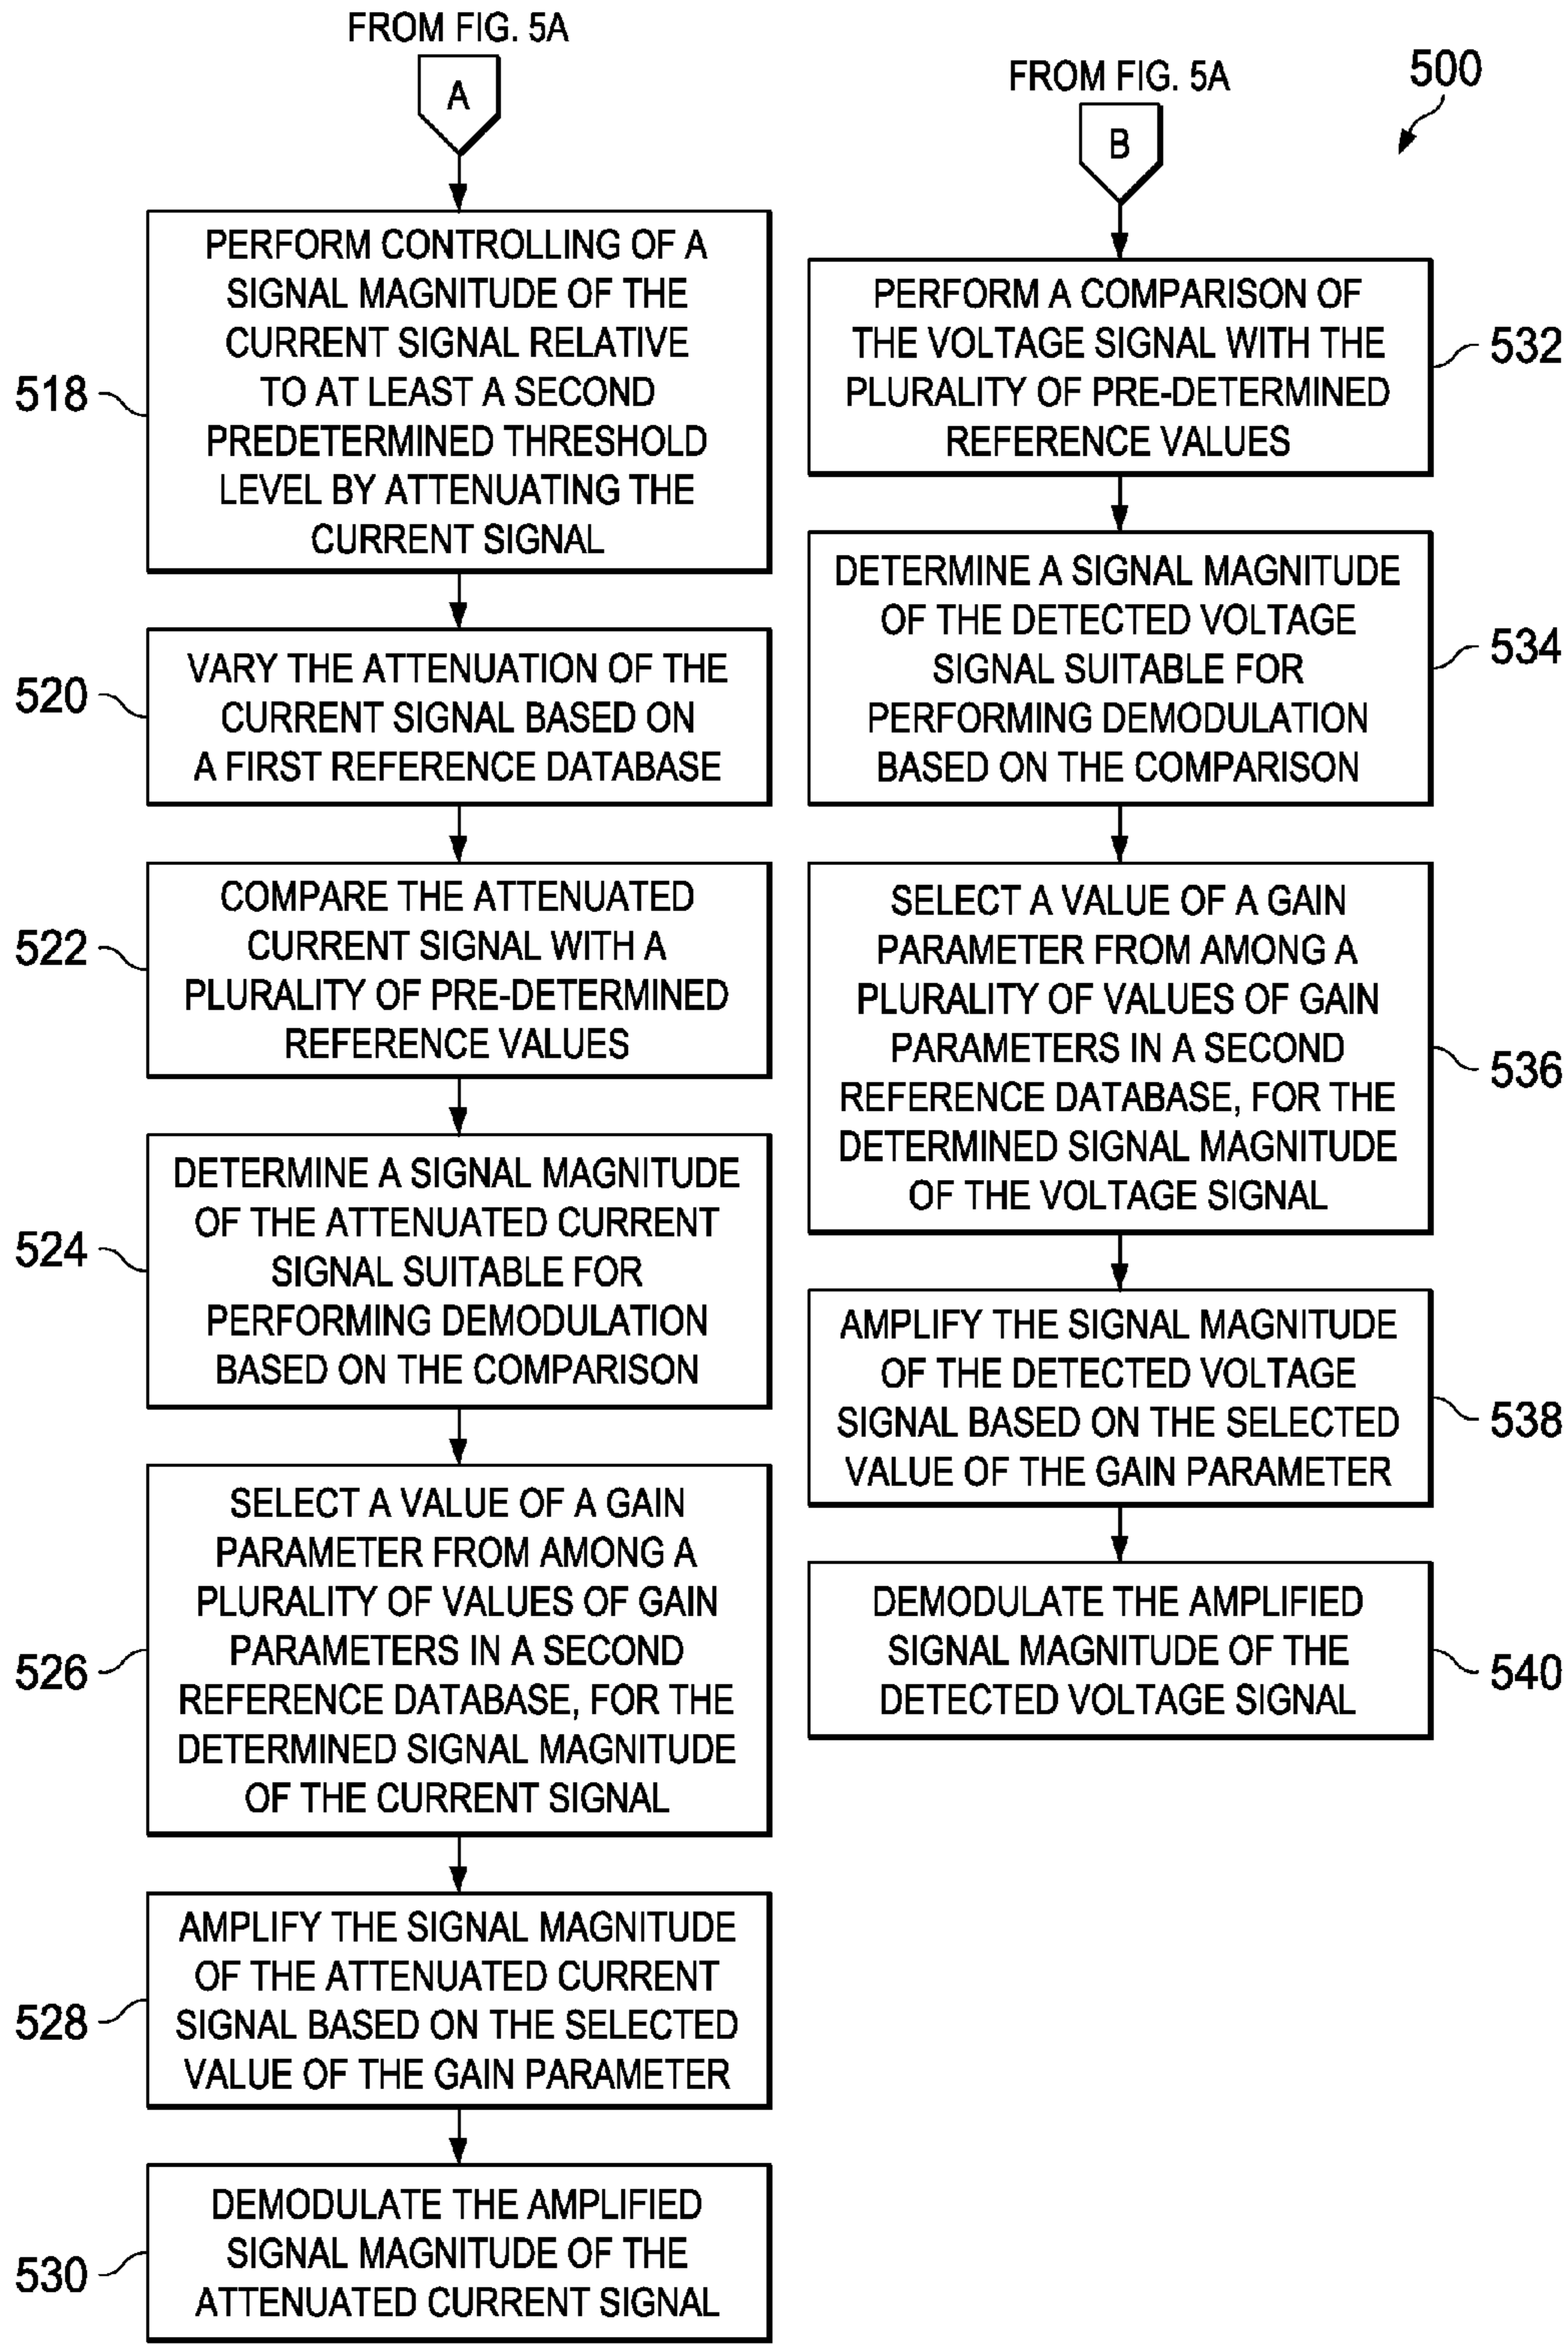 FROM FIG. 5A
A
518
PERFORM CONTROLLING OF A
SIGNAL MAGNITUDE OF THE
CURRENT SIGNAL RELATIVE
TO AT LEAST A SECOND
PREDETERMINED THRESHOLD
LEVEL BY ATTENUATING THE
CURRENT SIGNAL
520
VARY THE ATTENUATION OF THE
CURRENT SIGNAL BASED ON
A FIRST REFERENCE DATABASE
522
COMPARE THE ATTENUATED
CURRENT SIGNAL WITH A
PLURALITY OF PRE-DETERMINED
REFERENCE VALUES
524
DETERMINE A SIGNAL MAGNITUDE
OF THE ATTENUATED CURRENT
SIGNAL SUITABLE FOR
PERFORMING DEMODULATION
BASED ON THE COMPARISON
526
SELECT A VALUE OF A GAIN
PARAMETER FROM AMONG A
PLURALITY OF VALUES OF GAIN
PARAMETERS IN A SECOND
REFERENCE DATABASE, FOR THE
DETERMINED SIGNAL MAGNITUDE
OF THE CURRENT SIGNAL
528
AMPLIFY THE SIGNAL MAGNITUDE
OF THE ATTENUATED CURRENT
SIGNAL BASED ON THE SELECTED
VALUE OF THE GAIN PARAMETER
530
DEMODULATE THE AMPLIFIED
SIGNAL MAGNITUDE OF THE
ATTENUATED CURRENT SIGNAL
500
FROM FIG. 5A
B
PERFORM A COMPARISON OF
THE VOLTAGE SIGNAL WITH THE
PLURALITY OF PRE-DETERMINED
REFERENCE VALUES
532
DETERMINE A SIGNAL MAGNITUDE
OF THE DETECTED VOLTAGE
SIGNAL SUITABLE FOR
PERFORMING DEMODULATION
BASED ON THE COMPARISON
534
SELECT A VALUE OF A GAIN
PARAMETER FROM AMONG A
PLURALITY OF VALUES OF GAIN
PARAMETERS IN A SECOND
REFERENCE DATABASE, FOR THE
DETERMINED SIGNAL MAGNITUDE
OF THE VOLTAGE SIGNAL
536
AMPLIFY THE SIGNAL MAGNITUDE
OF THE DETECTED VOLTAGE
SIGNAL BASED ON THE SELECTED
VALUE OF THE GAIN PARAMETER
538
DEMODULATE THE AMPLIFIED
SIGNAL MAGNITUDE OF THE
DETECTED VOLTAGE SIGNAL
540